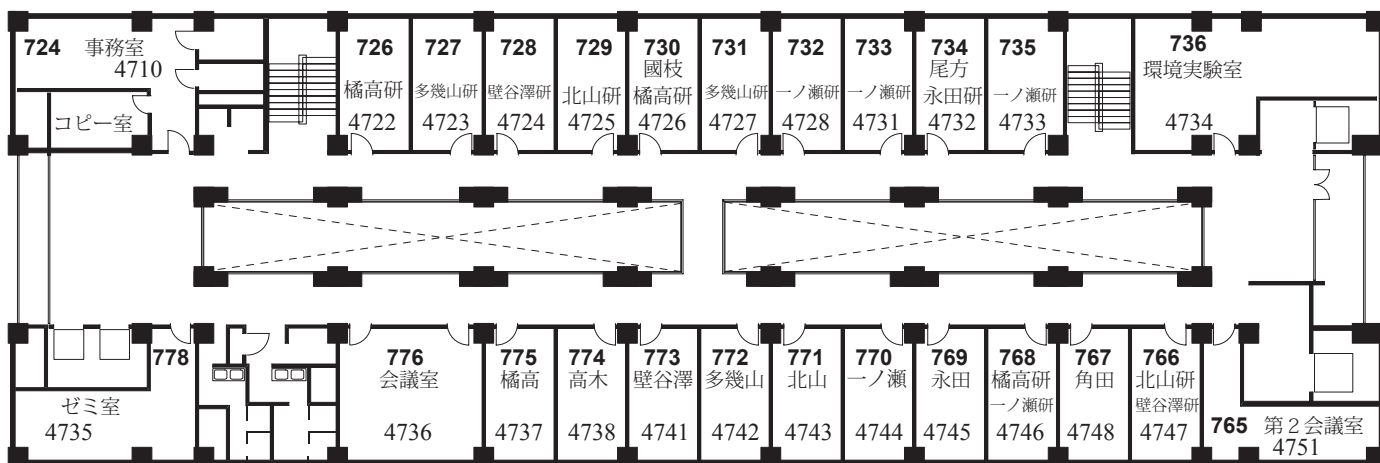 724 事務室
4710
コピー室
726
橘高研
4722
727
多幾山研
4723
728
壁谷澤研
4724
729
北山研
4725
730
國枝
橘高研
4726
731
多幾山研
4727
732
一ノ瀬研
4728
733
一ノ瀬研
4731
734
尾方
永田研
4732
735
一ノ瀬研
4733
736
環境実験室
4734
778
ゼミ室
4735
776
会議室
4736
775
橘高
4737
774
高木
4738
773
壁谷澤
4741
772
多幾山
4742
771
北山
4743
770
一ノ瀬
4744
769
永田
4745
768
橘高研
一ノ瀬研
4746
767
角田
4748
766
北山研
壁谷澤研
4747
765 第2会議室
4751